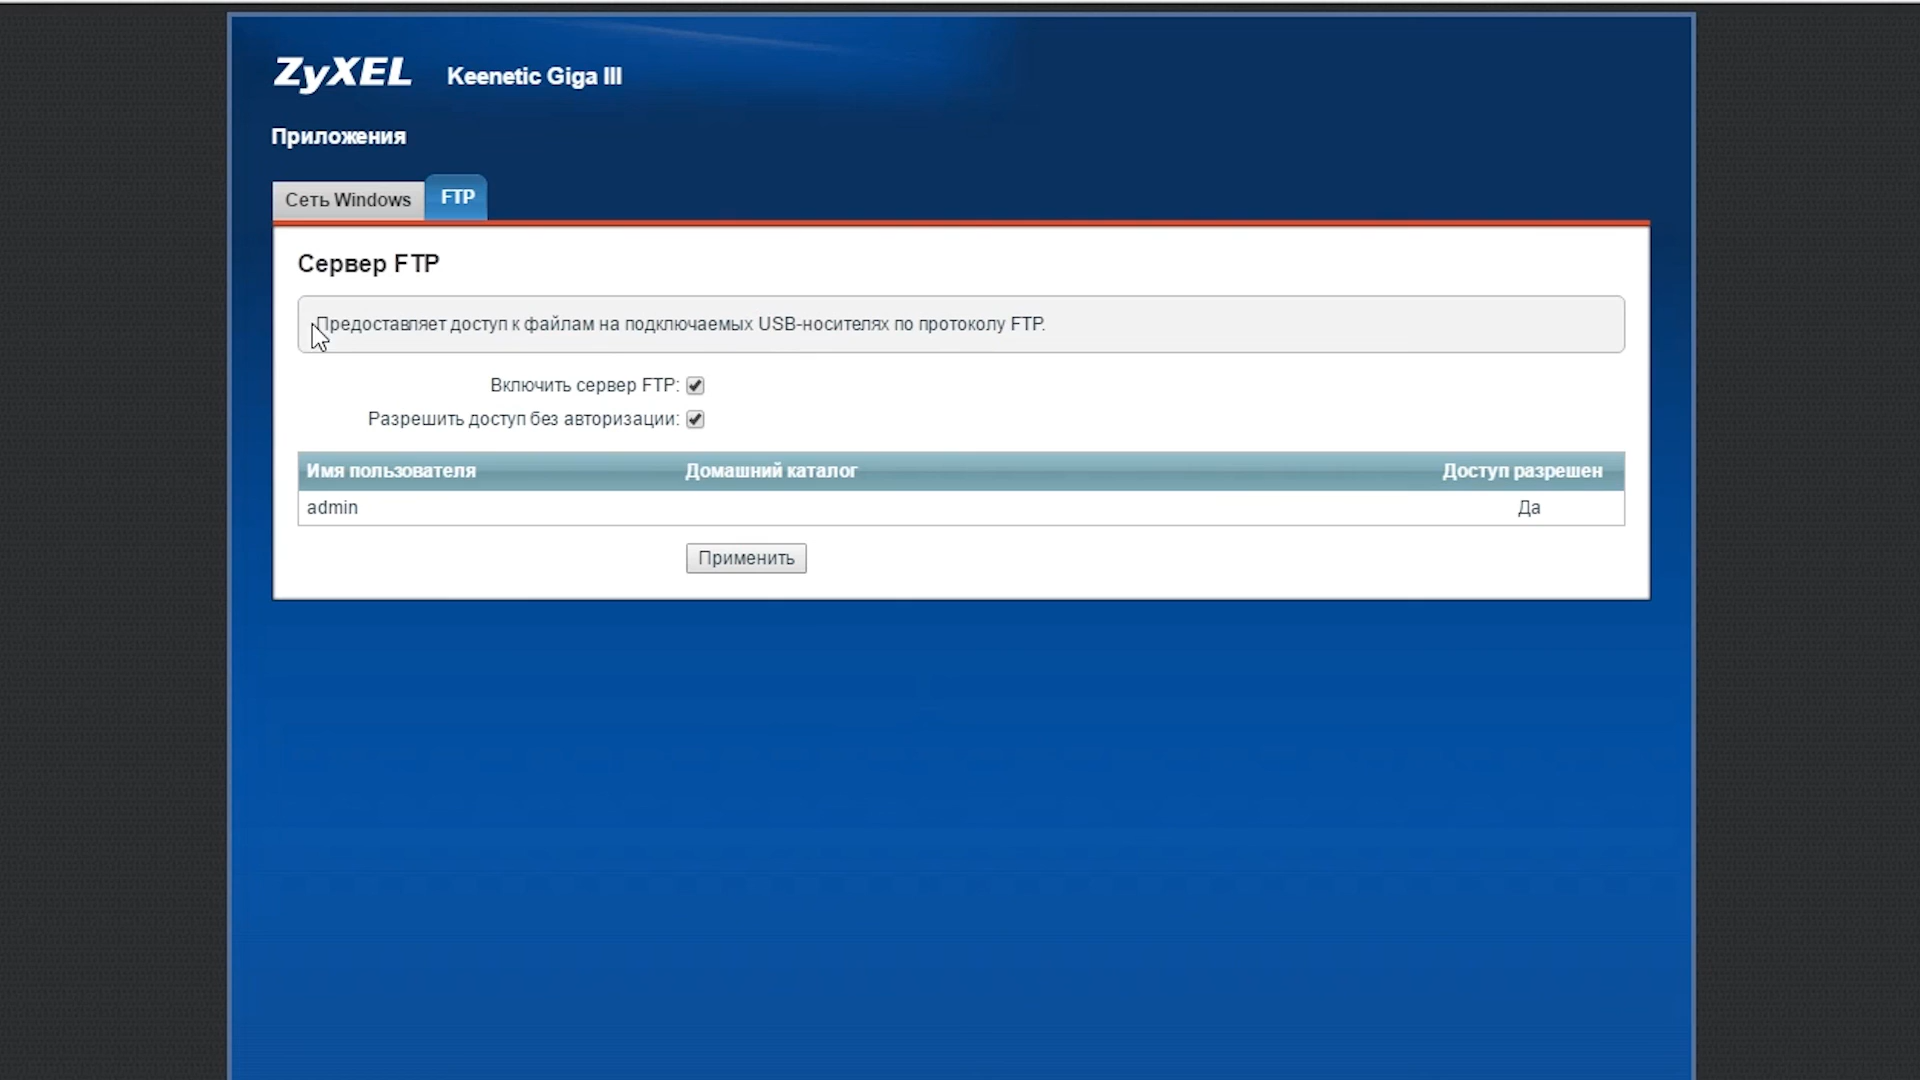 ZyXEL Keenetic Giga III
Приложения
Сеть Windows FTP
Сервер FTP
Предоставляет доступ к файлам на подключаемых USB-носителях по протоколу FTP.
Включить сервер FTP:
Разрешить доступ без авторизации:
Имя пользователя Домашний каталог Доступ разрешен
admin Да
Применить